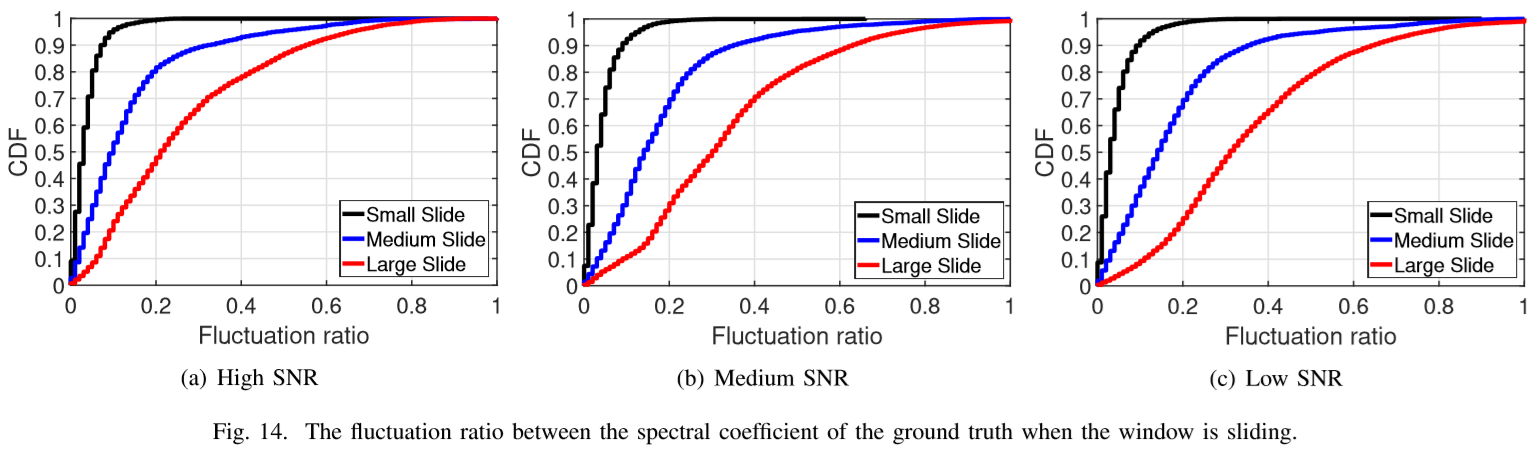 1
0.9
0.8
0.7
0.6
0.5
0.4
0.3
0.2
0.1
0
CDF
0 0.2 0.4 0.6 0.8 1
Fluctuation ratio
Small Slide
Medium Slide
Large Slide
(a) High SNR
1
0.9
0.8
0.7
0.6
0.5
0.4
0.3
0.2
0.1
0
CDF
0 0.2 0.4 0.6 0.8 1
Fluctuation ratio
Small Slide
Medium Slide
Large Slide
(b) Medium SNR
1
0.9
0.8
0.7
0.6
0.5
0.4
0.3
0.2
0.1
0
CDF
0 0.2 0.4 0.6 0.8 1
Fluctuation ratio
Small Slide
Medium Slide
Large Slide
(c) Low SNR
Fig. 14. The fluctuation ratio between the spectral coefficient of the ground truth when the window is sliding.